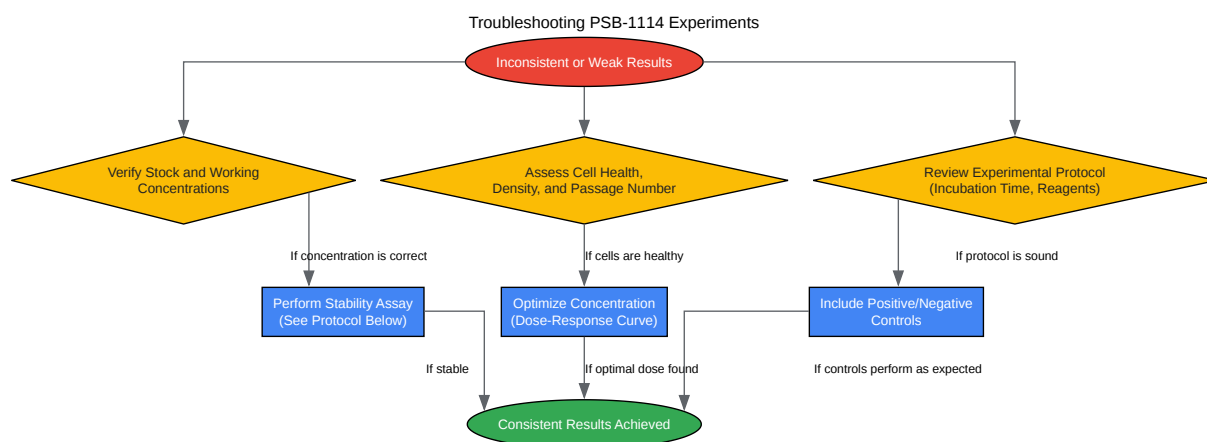 Troubleshooting PSB-1114 Experiments
Inconsistent or Weak Results
Verify Stock and Working
Concentrations
Assess Cell Health,
Density, and Passage Number
Review Experimental Protocol
(Incubation Time, Reagents)
If concentration is correct
If cells are healthy
If protocol is sound
Perform Stability Assay
(See Protocol Below)
Optimize Concentration
(Dose-Response Curve)
Include Positive/Negative
Controls
If stable
If optimal dose found
If controls perform as expected
Consistent Results Achieved